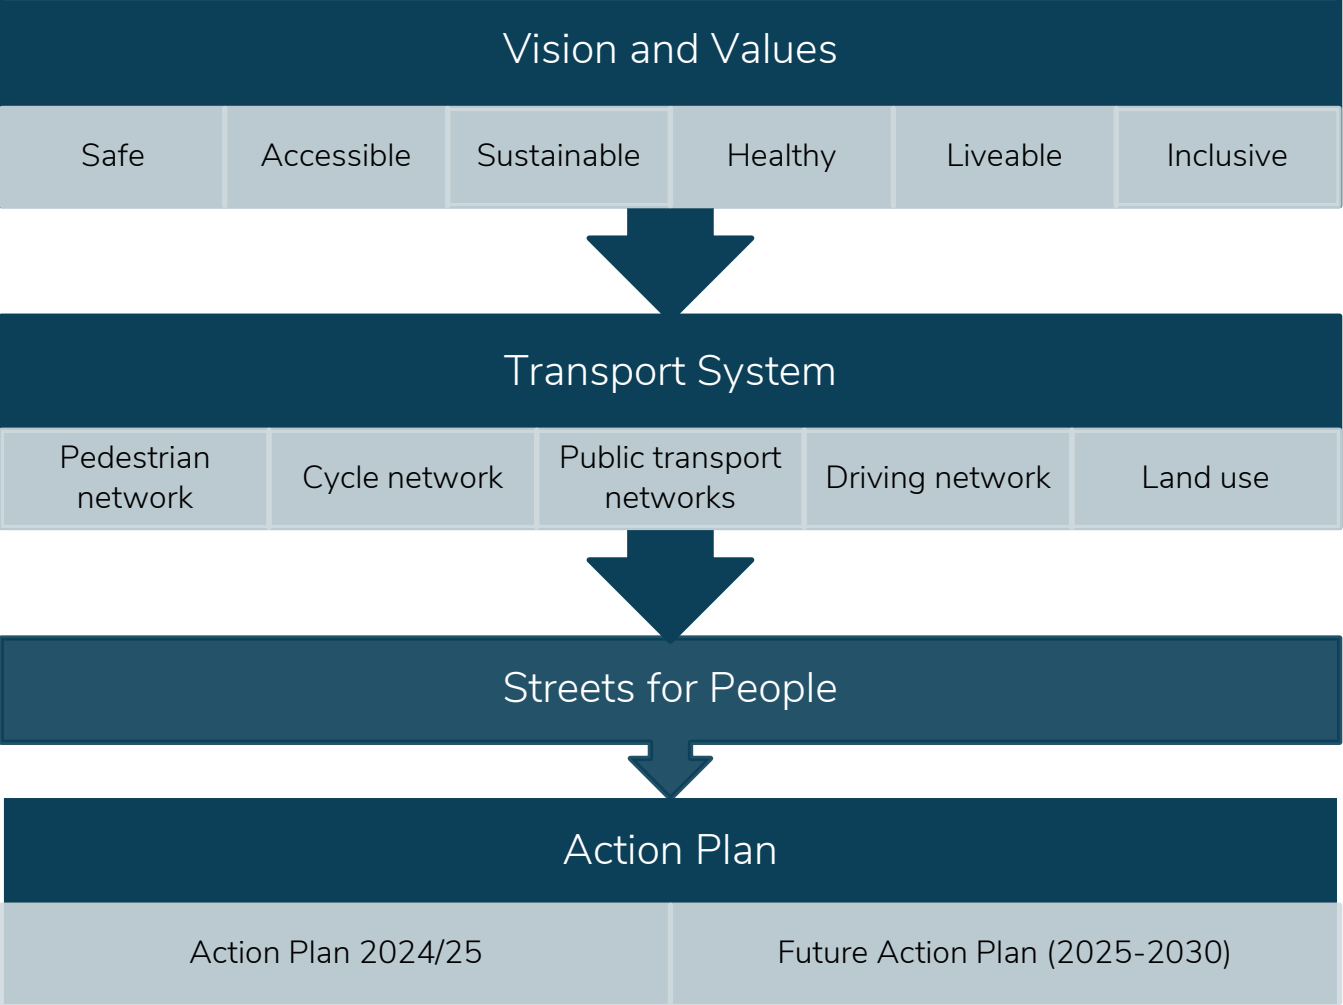 Vision and Values
Safe
Accessible
Sustainable
Healthy
Liveable
Inclusive
Transport System
Pedestrian
network
Cycle network
Public transport
networks
Driving network
Land use
Streets for People
Action Plan
Action Plan 2024/25
Future Action Plan (2025-2030)